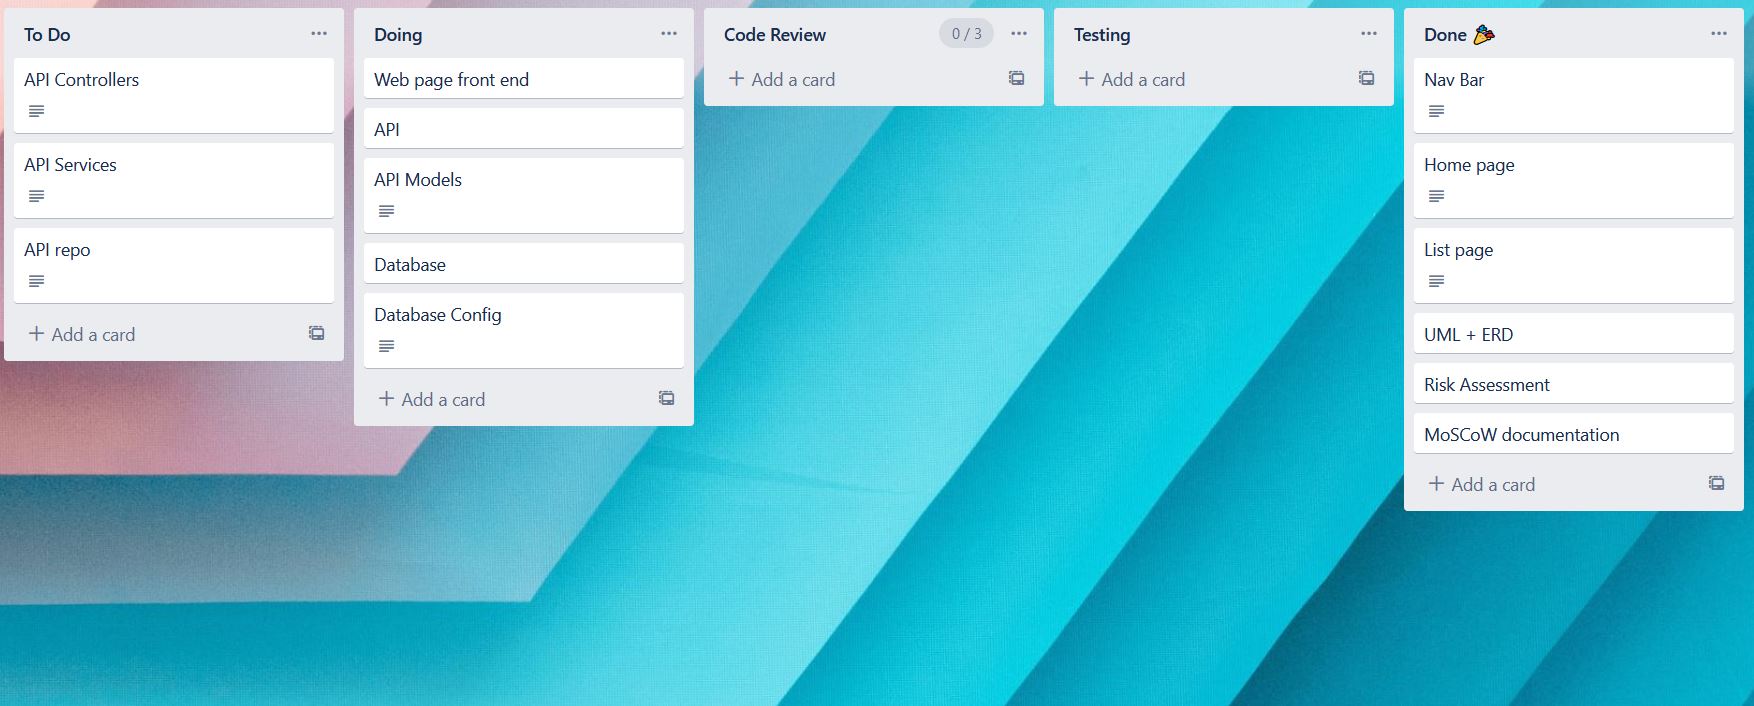 To Do
API Controllers
API Services
API repo
+ Add a card
Doing
Web page front end
API
API Models
Database
Database Config
+ Add a card
Code Review
0 / 3
+ Add a card
Testing
+ Add a card
Done 🎉
Nav Bar
Home page
List page
UML + ERD
Risk Assessment
MoSCoW documentation
+ Add a card